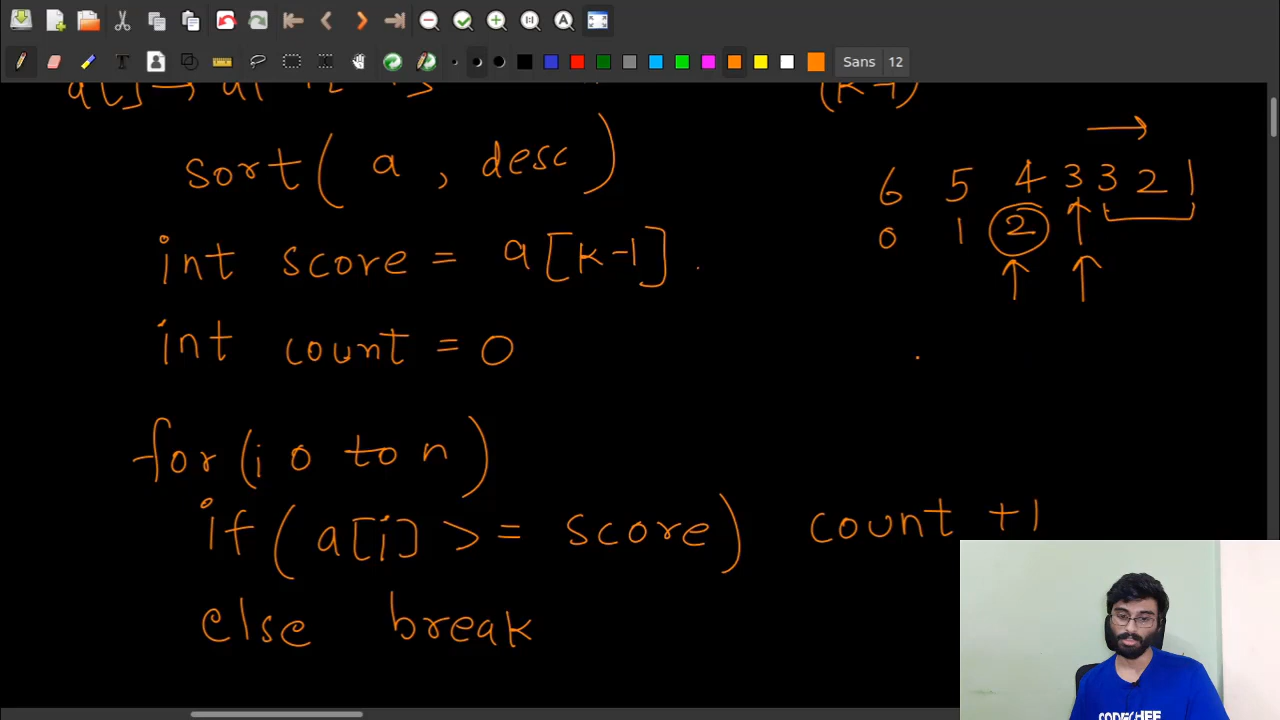 Sans 12
(k-1)
sort( a , desc )
6 5 4 3 3 2 1
0 1 2
int score = a[k-1]
int count = 0
for(i 0 to n)
if( a[i] >= score) count +1
else break